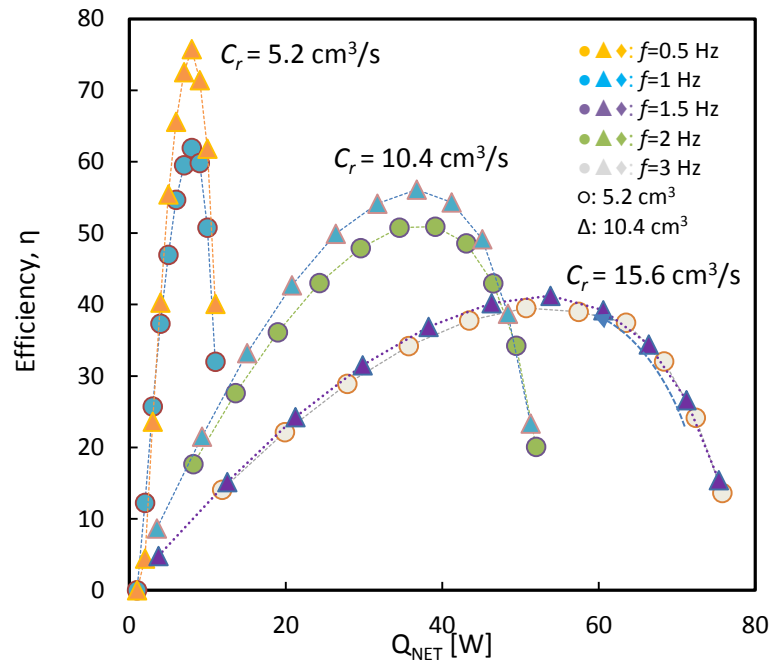 80
70
60
50
40
30
20
10
0
Efficiency, η
C_r = 5.2 cm³/s
C_r = 10.4 cm³/s
C_r = 15.6 cm³/s
: f=0.5 Hz
: f=1 Hz
: f=1.5 Hz
: f=2 Hz
: f=3 Hz
O: 5.2 cm³
Δ: 10.4 cm³
0 20 40 60 80
Q_NET [W]